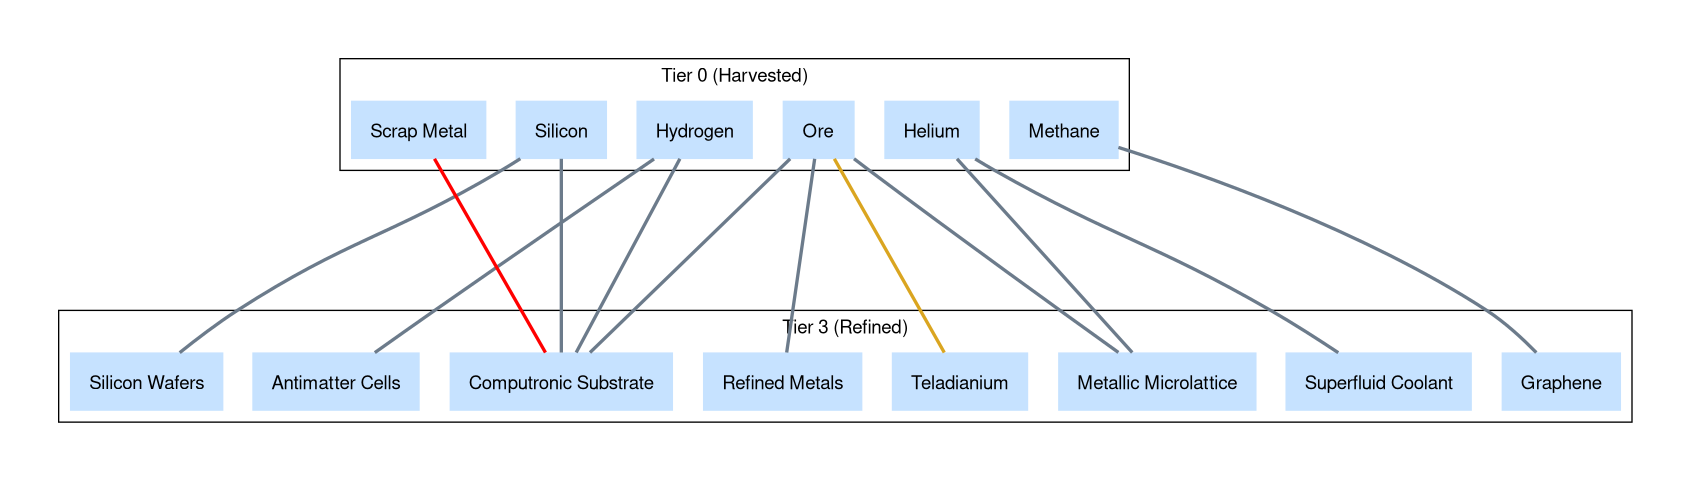 Tier 0 (Harvested)
Scrap Metal
Silicon
Hydrogen
Ore
Helium
Methane
Tier 3 (Refined)
Silicon Wafers
Antimatter Cells
Computronic Substrate
Refined Metals
Teladianium
Metallic Microlattice
Superfluid Coolant
Graphene